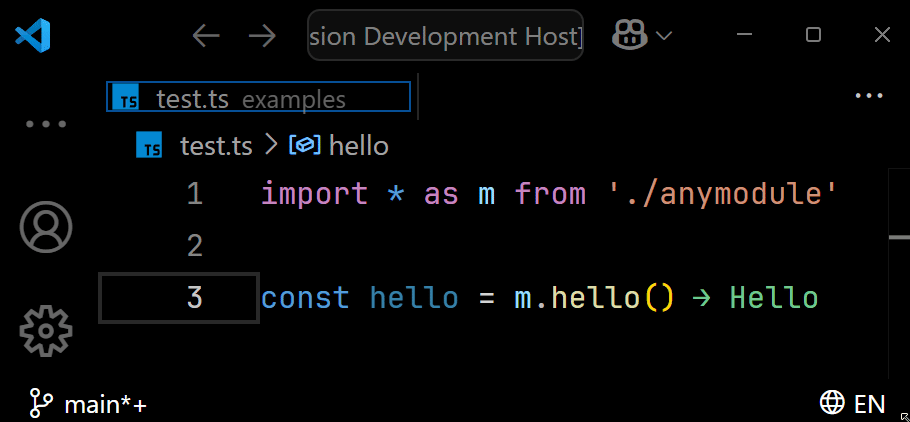 sion Development Host]
TS test.ts examples
TS test.ts > hello
1 import * as m from './anymodule'
2
3 const hello = m.hello() → Hello
main*+ EN